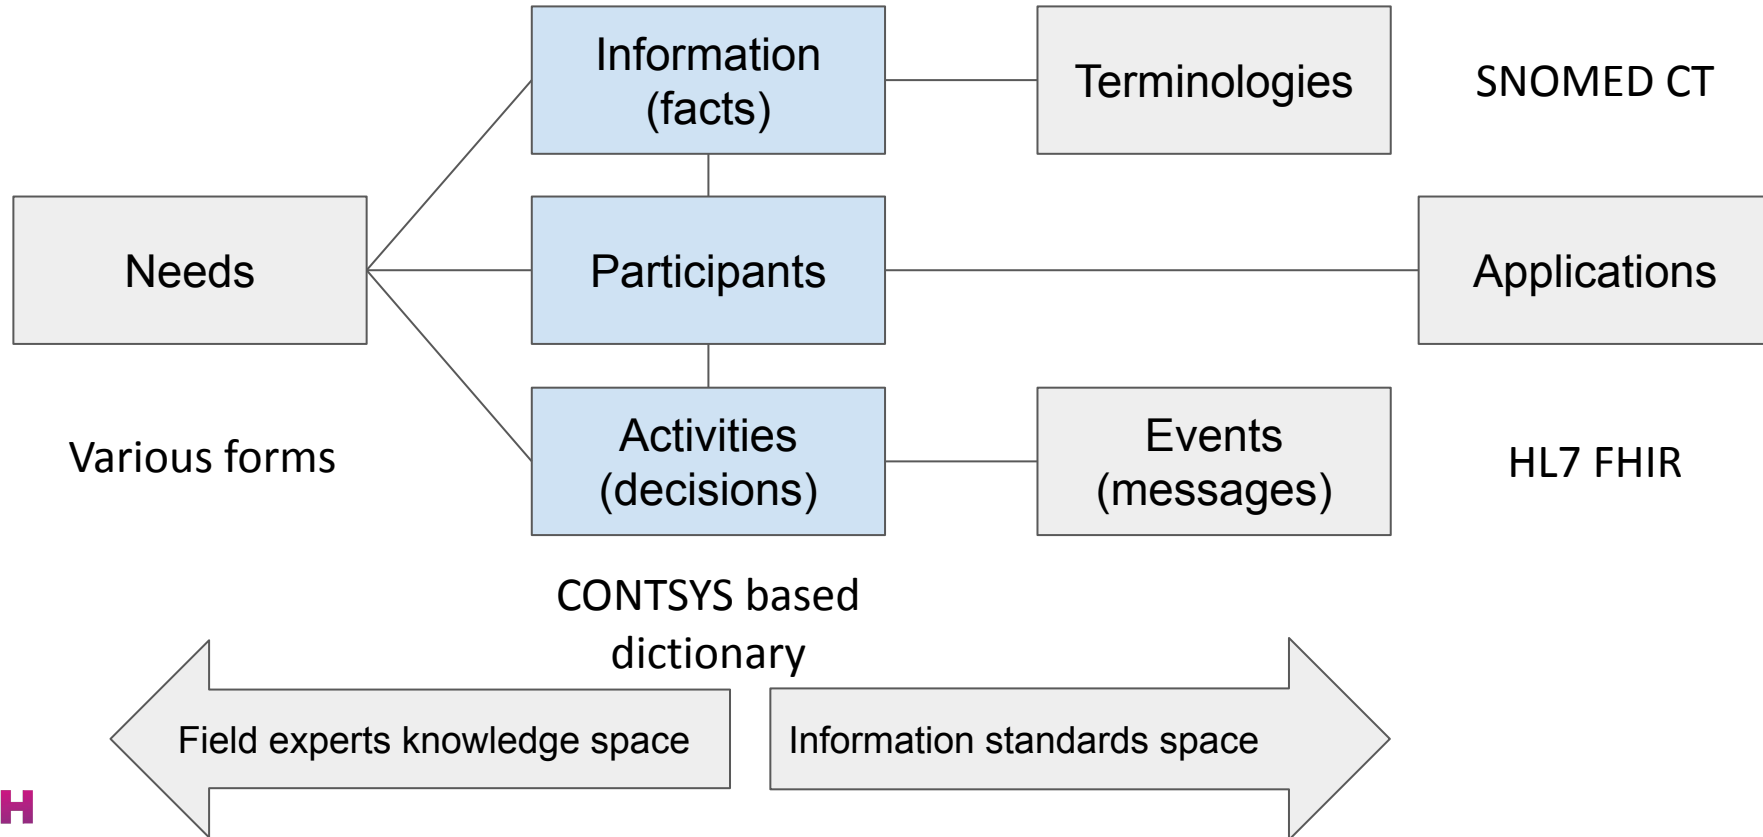 Information
(facts)
Terminologies
SNOMED CT
Needs
Participants
Applications
Various forms
Activities
(decisions)
Events
(messages)
HL7 FHIR
CONTSYS based
dictionary
Field experts knowledge space
Information standards space
H